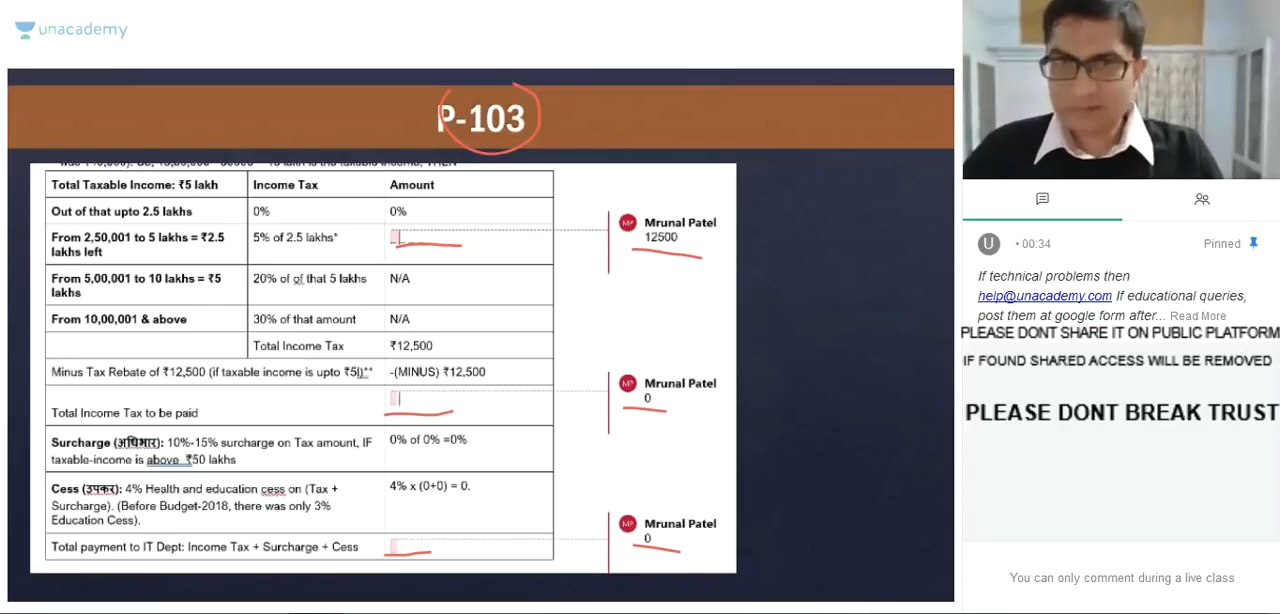 unacademy
P-103
Total Taxable Income: ₹5 lakh Income Tax Amount
Out of that upto 2.5 lakhs 0% 0%
From 2,50,001 to 5 lakhs = ₹2.5 5% of 2.5 lakhs*
lakhs left
From 5,00,001 to 10 lakhs = ₹5 20% of of that 5 lakhs N/A
lakhs
From 10,00,001 & above 30% of that amount N/A
Total Income Tax ₹12,500
Minus Tax Rebate of ₹12,500 (if taxable income is upto ₹5l)** -(MINUS) ₹12,500
Total Income Tax to be paid
Surcharge (अधिभार): 10%-15% surcharge on Tax amount, IF 0% of 0% =0%
taxable-income is above ₹50 lakhs
Cess (उपकर): 4% Health and education cess on (Tax + 4% x (0+0) = 0.
Surcharge). (Before Budget-2018, there was only 3%
Education Cess).
Total payment to IT Dept: Income Tax + Surcharge + Cess
MP Mrunal Patel
12500
MP Mrunal Patel
0
MP Mrunal Patel
0
U • 00:34 Pinned
If technical problems then
help@unacademy.com If educational queries,
post them at google form after... Read More
PLEASE DONT SHARE IT ON PUBLIC PLATFORM
IF FOUND SHARED ACCESS WILL BE REMOVED
PLEASE DONT BREAK TRUST
You can only comment during a live class